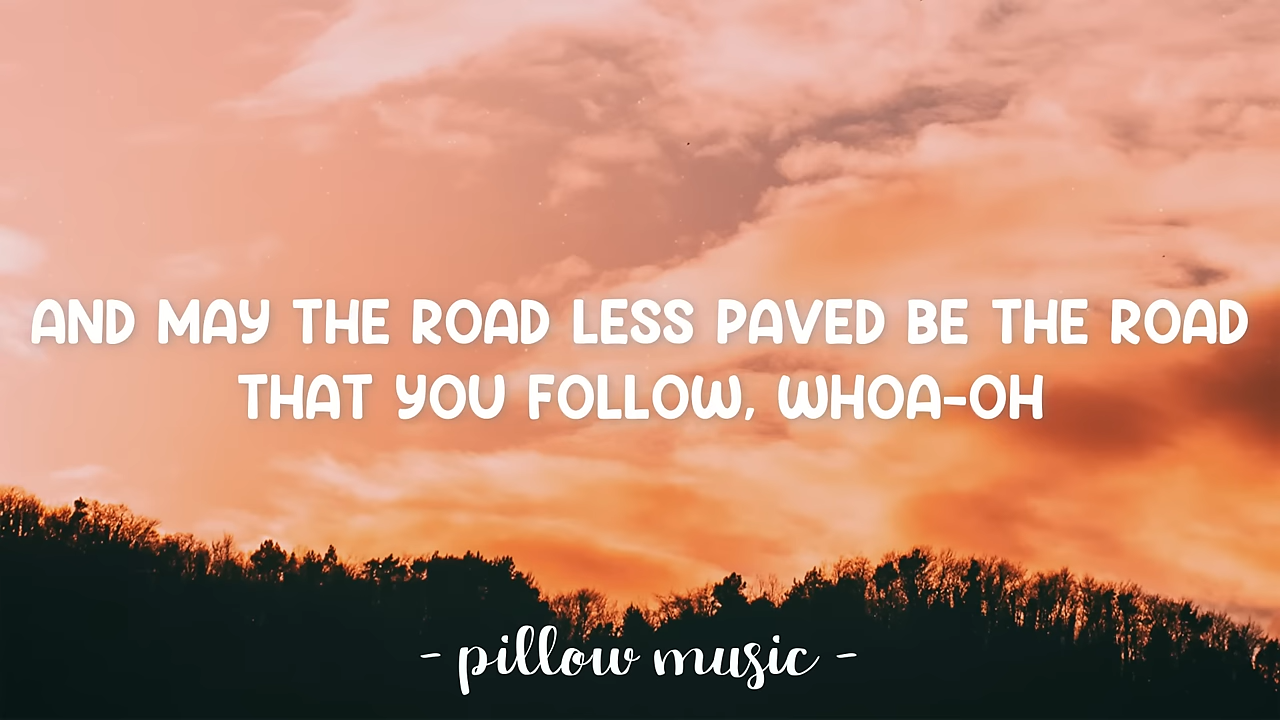 AND MAY THE ROAD LESS PAVED BE THE ROAD
THAT YOU FOLLOW, WHOA-OH
- pillow music -